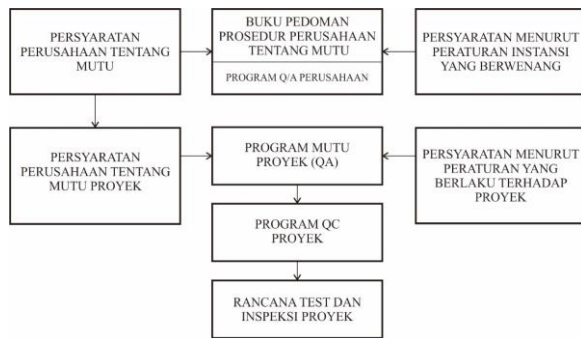 PERSYARATAN
PERUSAHAAN TENTANG
MUTU
BUKU PEDOMAN
PROSEDUR PERUSAHAAN
TENTANG MUTU
PROGRAM Q/A PERUSAHAAN
PERSYARATAN MENURUT
PERATURAN INSTANSI
YANG BERWENANG
PERSYARATAN
PERUSAHAAN TENTANG
MUTU PROYEK
PROGRAM MUTU
PROYEK (QA)
PERSYARATAN MENURUT
PERATURAN YANG
BERLAKU TERHADAP
PROYEK
PROGRAM QC
PROYEK
RANCANA TEST DAN
INSPEKSI PROYEK